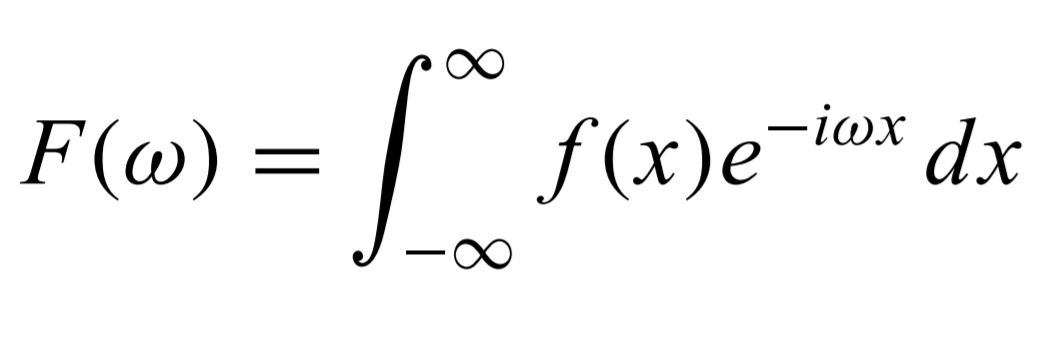 F(ω) = ∫_{-∞}^{∞} f(x)e^{-iωx} dx